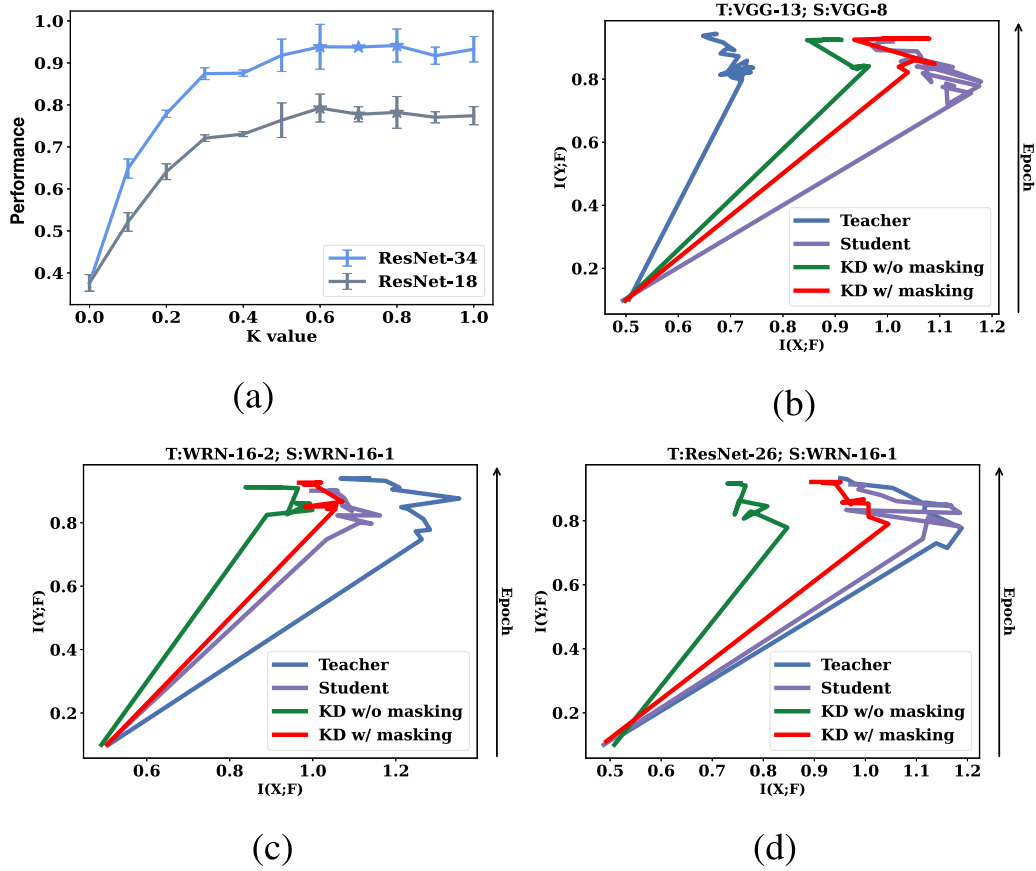 1.0
0.9
0.8
0.7
0.6
0.5
0.4
Performance
0.0 0.2 0.4 0.6 0.8 1.0
K value
ResNet-34
ResNet-18
(a)
T:VGG-13; S:VGG-8
0.8
0.6
0.4
0.2
I(Y;F)
0.5 0.6 0.7 0.8 0.9 1.0 1.1 1.2
I(X;F)
Teacher
Student
KD w/o masking
KD w/ masking
Epoch
(b)
T:WRN-16-2; S:WRN-16-1
0.8
0.6
0.4
0.2
I(Y;F)
0.6 0.8 1.0 1.2
I(X;F)
Teacher
Student
KD w/o masking
KD w/ masking
Epoch
(c)
T:ResNet-26; S:WRN-16-1
0.8
0.6
0.4
0.2
I(Y;F)
0.5 0.6 0.7 0.8 0.9 1.0 1.1 1.2
I(X;F)
Teacher
Student
KD w/o masking
KD w/ masking
Epoch
(d)